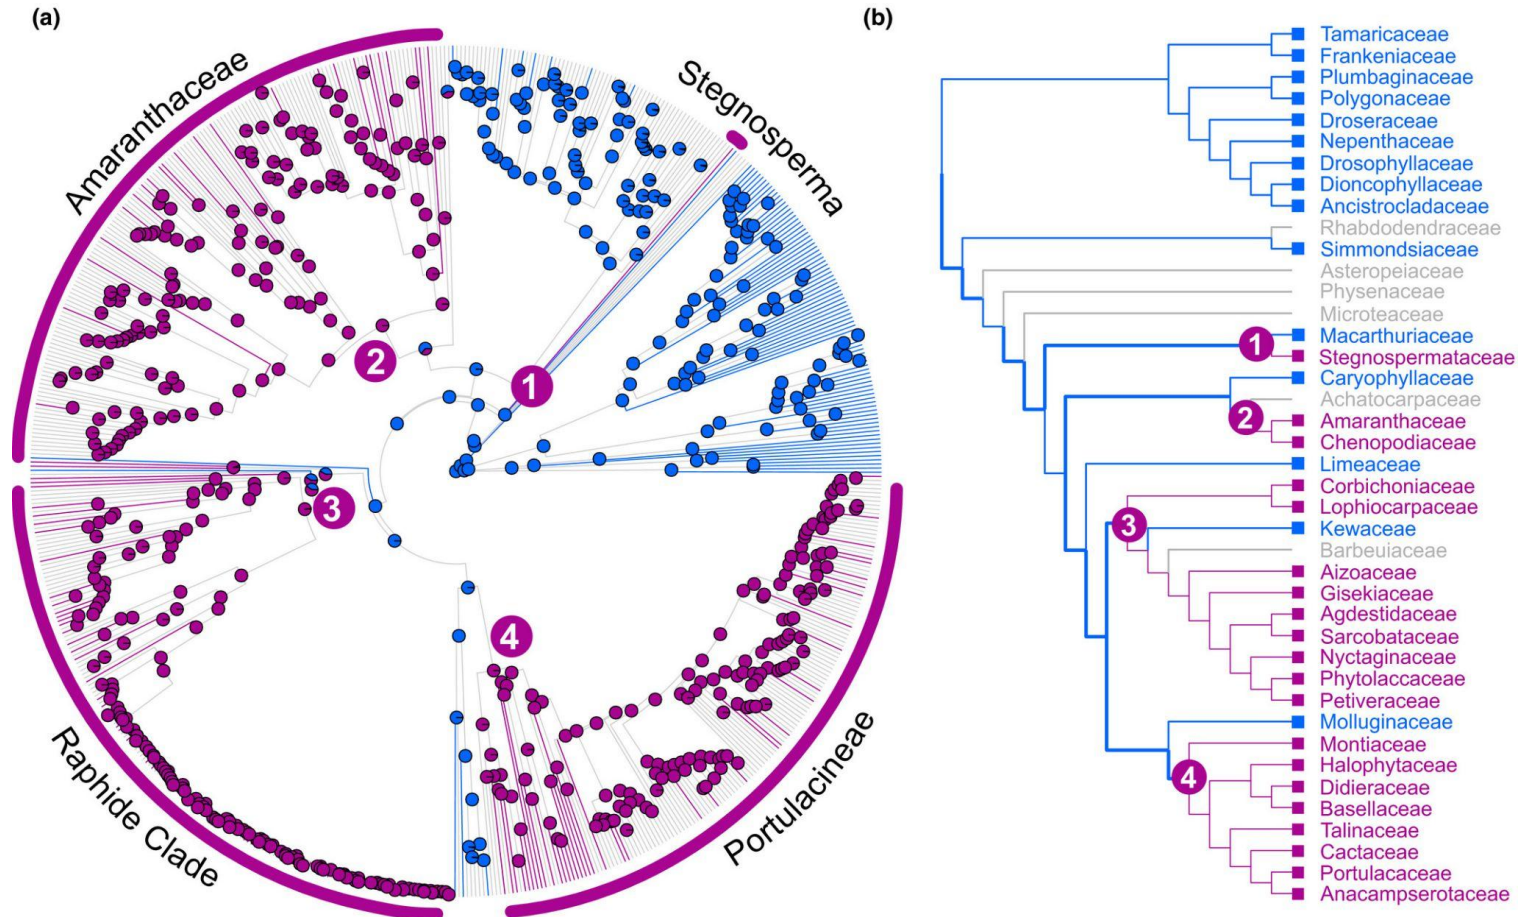 (a)
Amaranthaceae
Stegnosperma
Raphide Clade
Portulacineae
1
2
3
4
(b)
Tamaricaceae
Frankeniaceae
Plumbaginaceae
Polygonaceae
Droseraceae
Nepenthaceae
Drosophyllaceae
Dioncophyllaceae
Ancistrocladaceae
Rhabdodendraceae
Simmondsiaceae
Asteropeiaceae
Physenaceae
Microteaceae
Macarthuriaceae
1
Stegnospermataceae
Caryophyllaceae
Achatocarpaceae
2
Amaranthaceae
Chenopodiaceae
Limeaceae
Corbichoniaceae
Lophiocarpaceae
3
Kewaceae
Barbeuiaceae
Aizoaceae
Gisekiaceae
Agdestidaceae
Sarcobataceae
Nyctaginaceae
Phytolaccaceae
Petiveraceae
Molluginaceae
Montiaceae
Halophytaceae
4
Didieraceae
Basellaceae
Talinaceae
Cactaceae
Portulacaceae
Anacampserotaceae